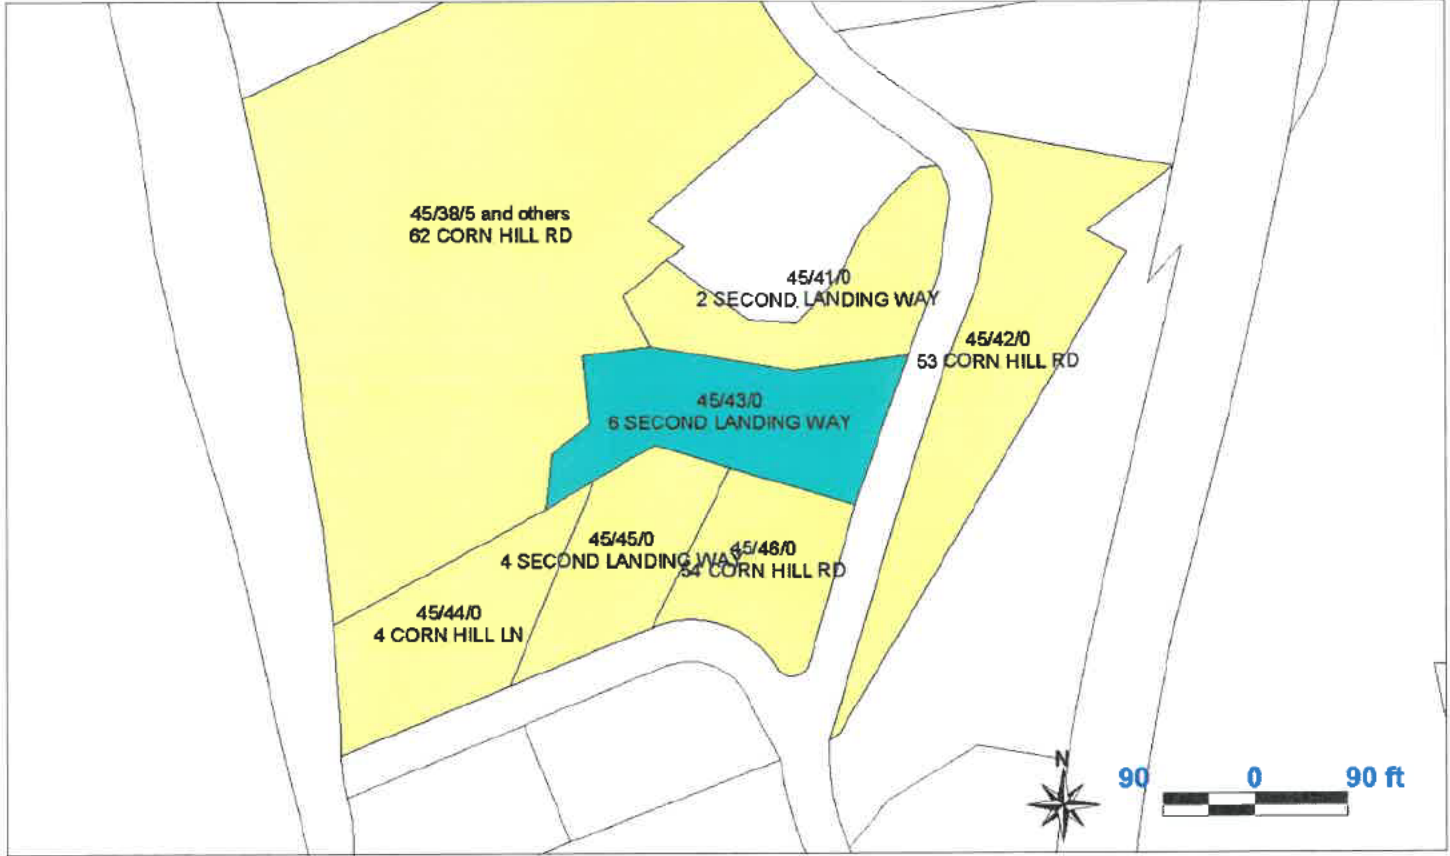 45/38/5 and others
62 CORN HILL RD
45/41/0
2 SECOND LANDING WAY
45/42/0
53 CORN HILL RD
45/43/0
6 SECOND LANDING WAY
45/45/0
4 SECOND LANDING WAY
45/46/0
54 CORN HILL RD
45/44/0
4 CORN HILL LN
N
90 0 90 ft